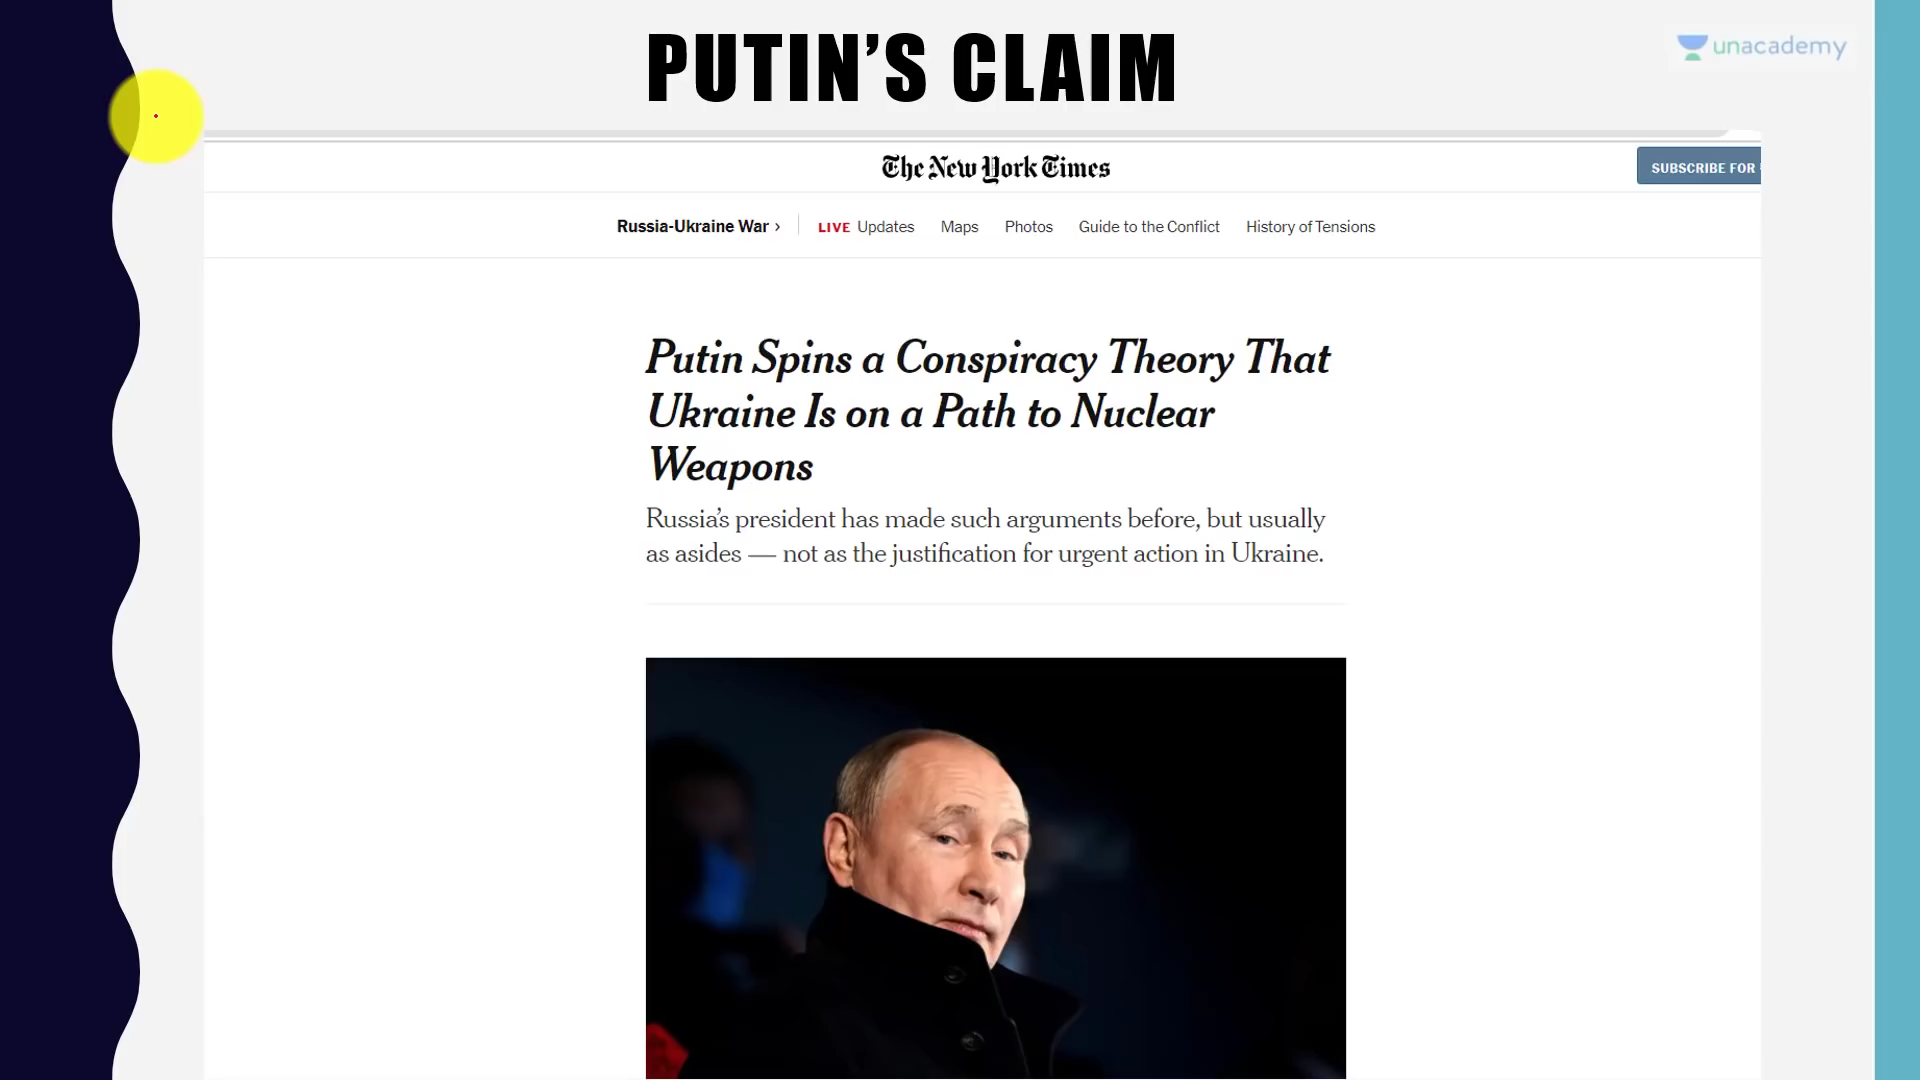 PUTIN’S CLAIM
unacademy
The New York Times
SUBSCRIBE FOR
Russia-Ukraine War ›
LIVE Updates Maps Photos Guide to the Conflict History of Tensions
Putin Spins a Conspiracy Theory That
Ukraine Is on a Path to Nuclear
Weapons
Russia’s president has made such arguments before, but usually
as asides — not as the justification for urgent action in Ukraine.